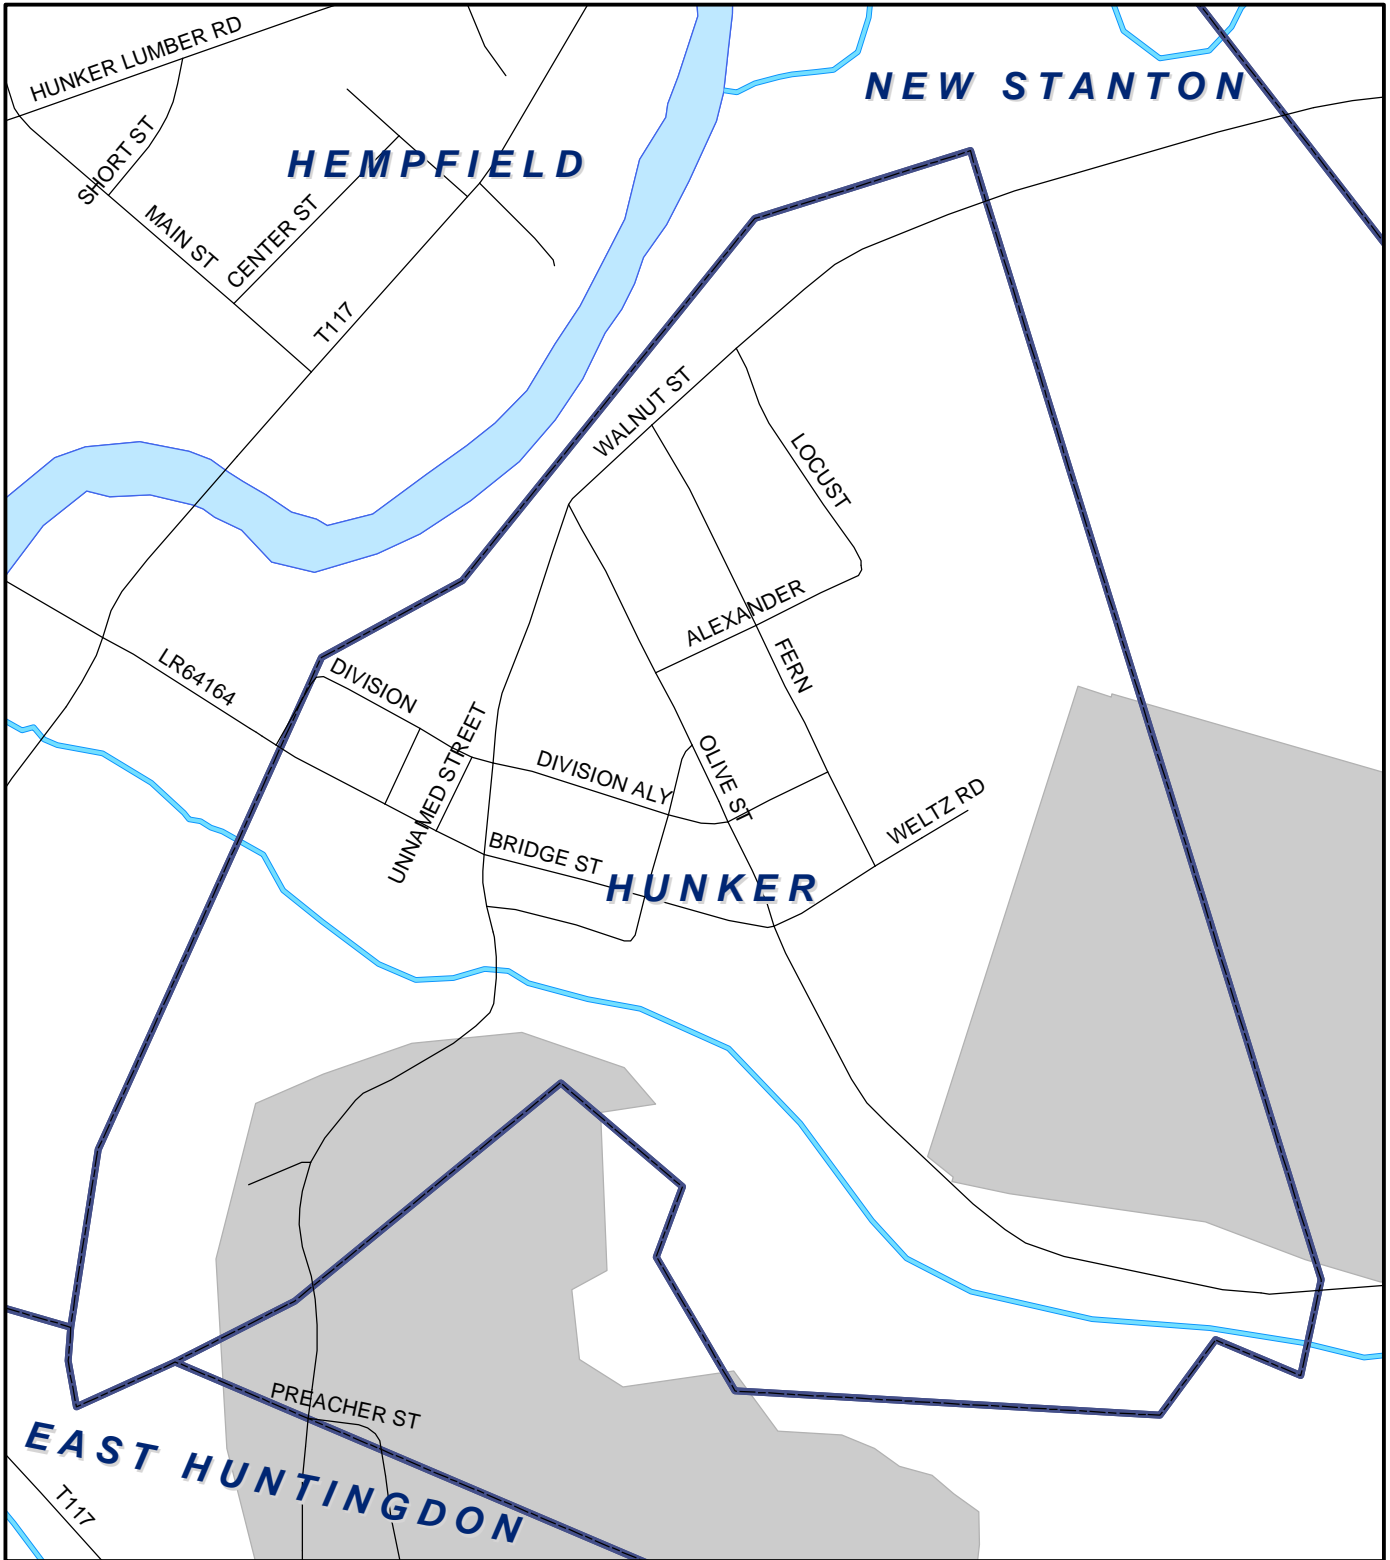 HUNKER LUMBER RD
NEW STANTON
SHORT ST
HEMPFIELD
MAIN ST
CENTER ST
T117
WALNUT ST
LOCUST
ALEXANDER
FERN
LR64164
DIVISION
UNNAMED STREET
DIVISION ALY
OLIVE ST
WELTZ RD
BRIDGE ST
HUNKER
PREACHER ST
EAST HUNTINGDON
T117